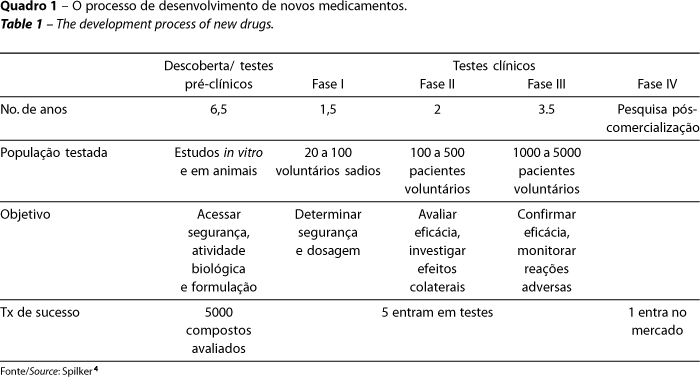 Quadro 1 – O processo de desenvolvimento de novos medicamentos.
Table 1 – The development process of new drugs.
Descoberta/ testes Testes clínicos
pré-clínicos Fase I Fase II Fase III Fase IV
No. de anos 6,5 1,5 2 3.5 Pesquisa pós-
comercialização
População testada Estudos in vitro 20 a 100 100 a 500 1000 a 5000
e em animais voluntários sadios pacientes pacientes
voluntários voluntários
Objetivo Acessar Determinar Avaliar Confirmar
segurança, segurança eficácia, eficácia,
atividade e dosagem investigar monitorar
biológica efeitos reações
e formulação colaterais adversas
Tx de sucesso 5000 5 entram em testes 1 entra no
compostos mercado
avaliados
Fonte/Source: Spilker4